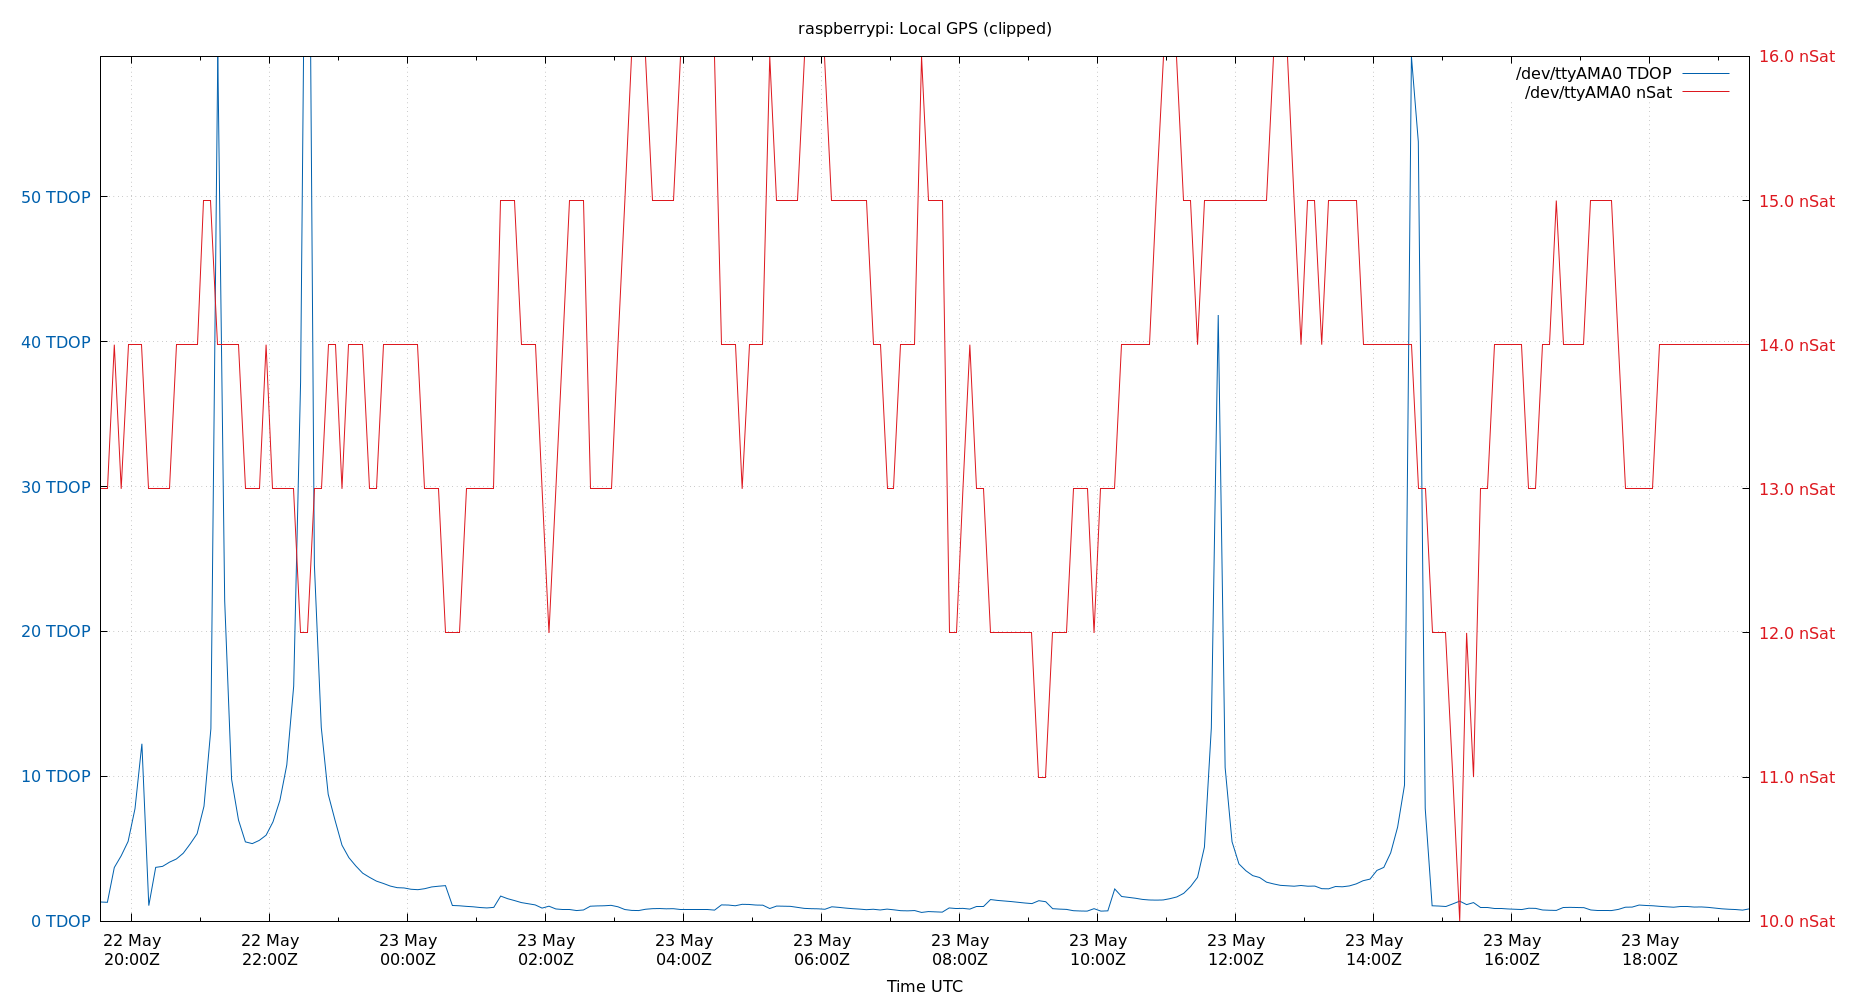 raspberrypi: Local GPS (clipped)
/dev/ttyAMA0 TDOP
/dev/ttyAMA0 nSat
50 TDOP
40 TDOP
30 TDOP
20 TDOP
10 TDOP
0 TDOP
16.0 nSat
15.0 nSat
14.0 nSat
13.0 nSat
12.0 nSat
11.0 nSat
10.0 nSat
22 May
20:00Z
22 May
22:00Z
23 May
00:00Z
23 May
02:00Z
23 May
04:00Z
23 May
06:00Z
23 May
08:00Z
23 May
10:00Z
23 May
12:00Z
23 May
14:00Z
23 May
16:00Z
23 May
18:00Z
Time UTC